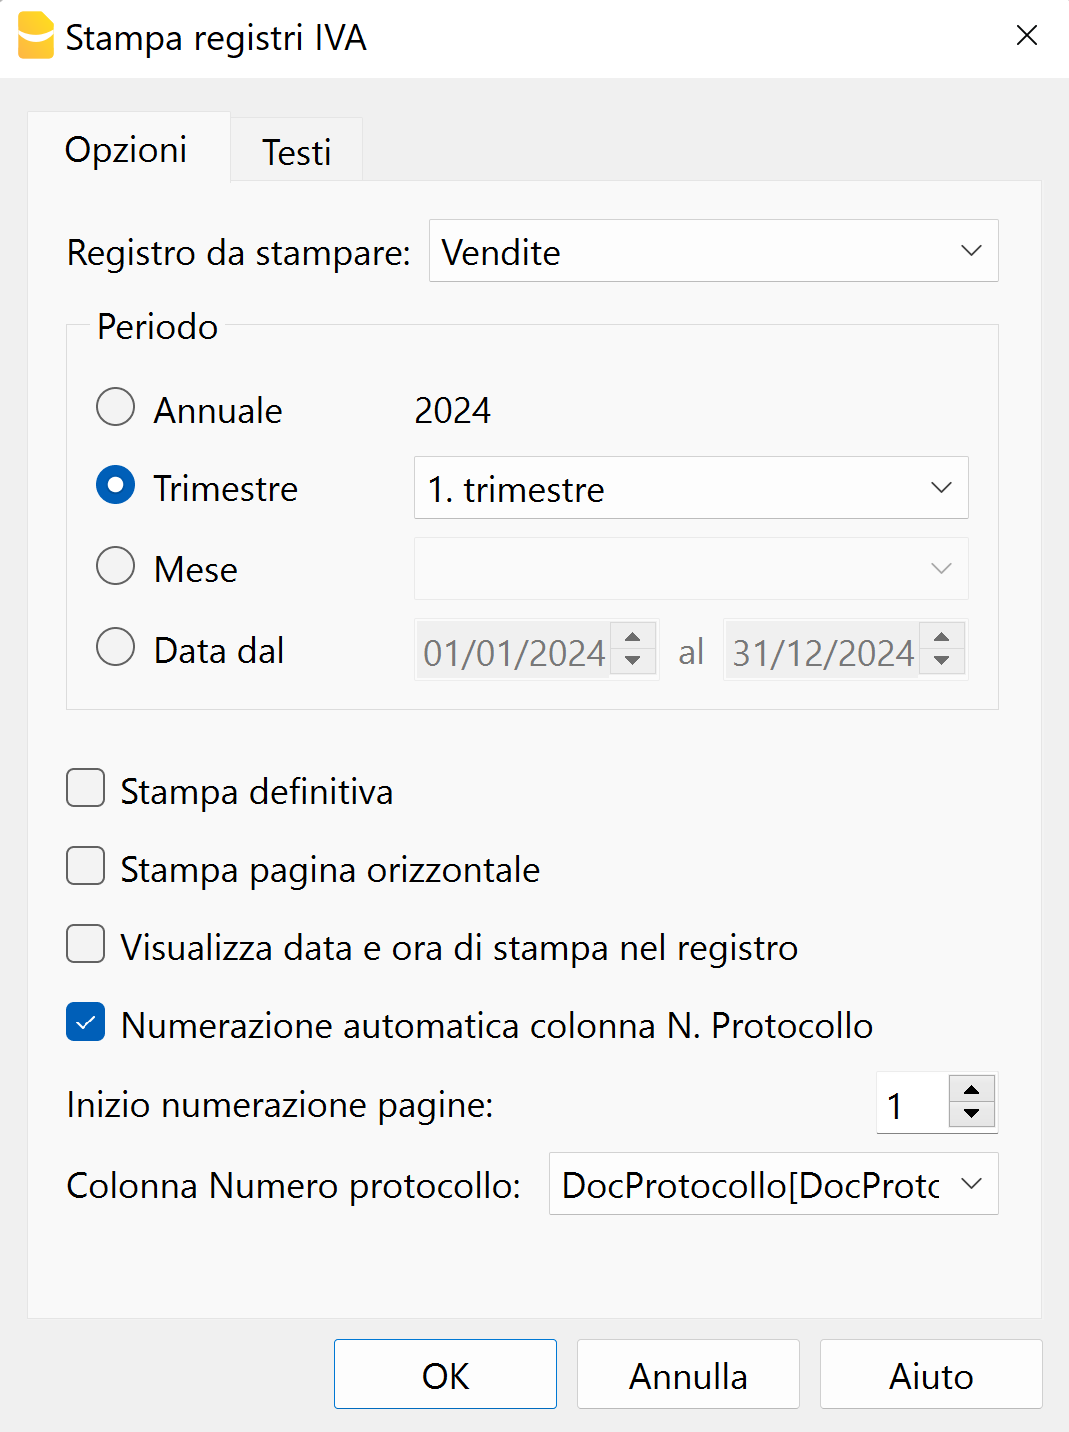 Stampa registri IVA
Opzioni Testi
Registro da stampare: Vendite
Periodo
Annuale 2024
Trimestre 1. trimestre
Mese
Data dal 01/01/2024 al 31/12/2024
Stampa definitiva
Stampa pagina orizzontale
Visualizza data e ora di stampa nel registro
Numerazione automatica colonna N. Protocollo
Inizio numerazione pagine: 1
Colonna Numero protocollo: DocProtocollo[DocProto
OK Annulla Aiuto